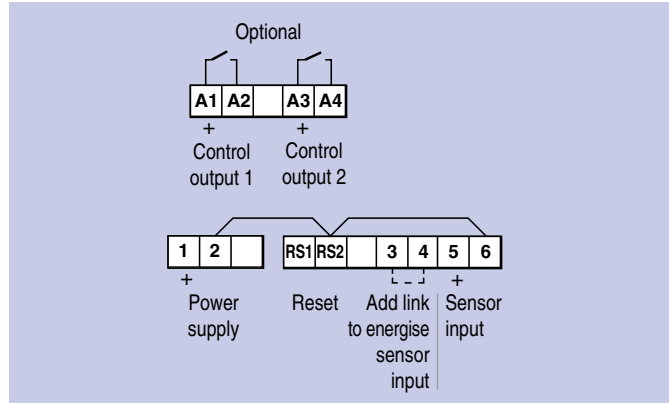 Optional
A1 A2 A3 A4
+ +
Control Control
output 1 output 2
1 2 RS1 RS2 3 4 5 6
+ +
Power Reset Add link Sensor
supply to energise input
sensor
input